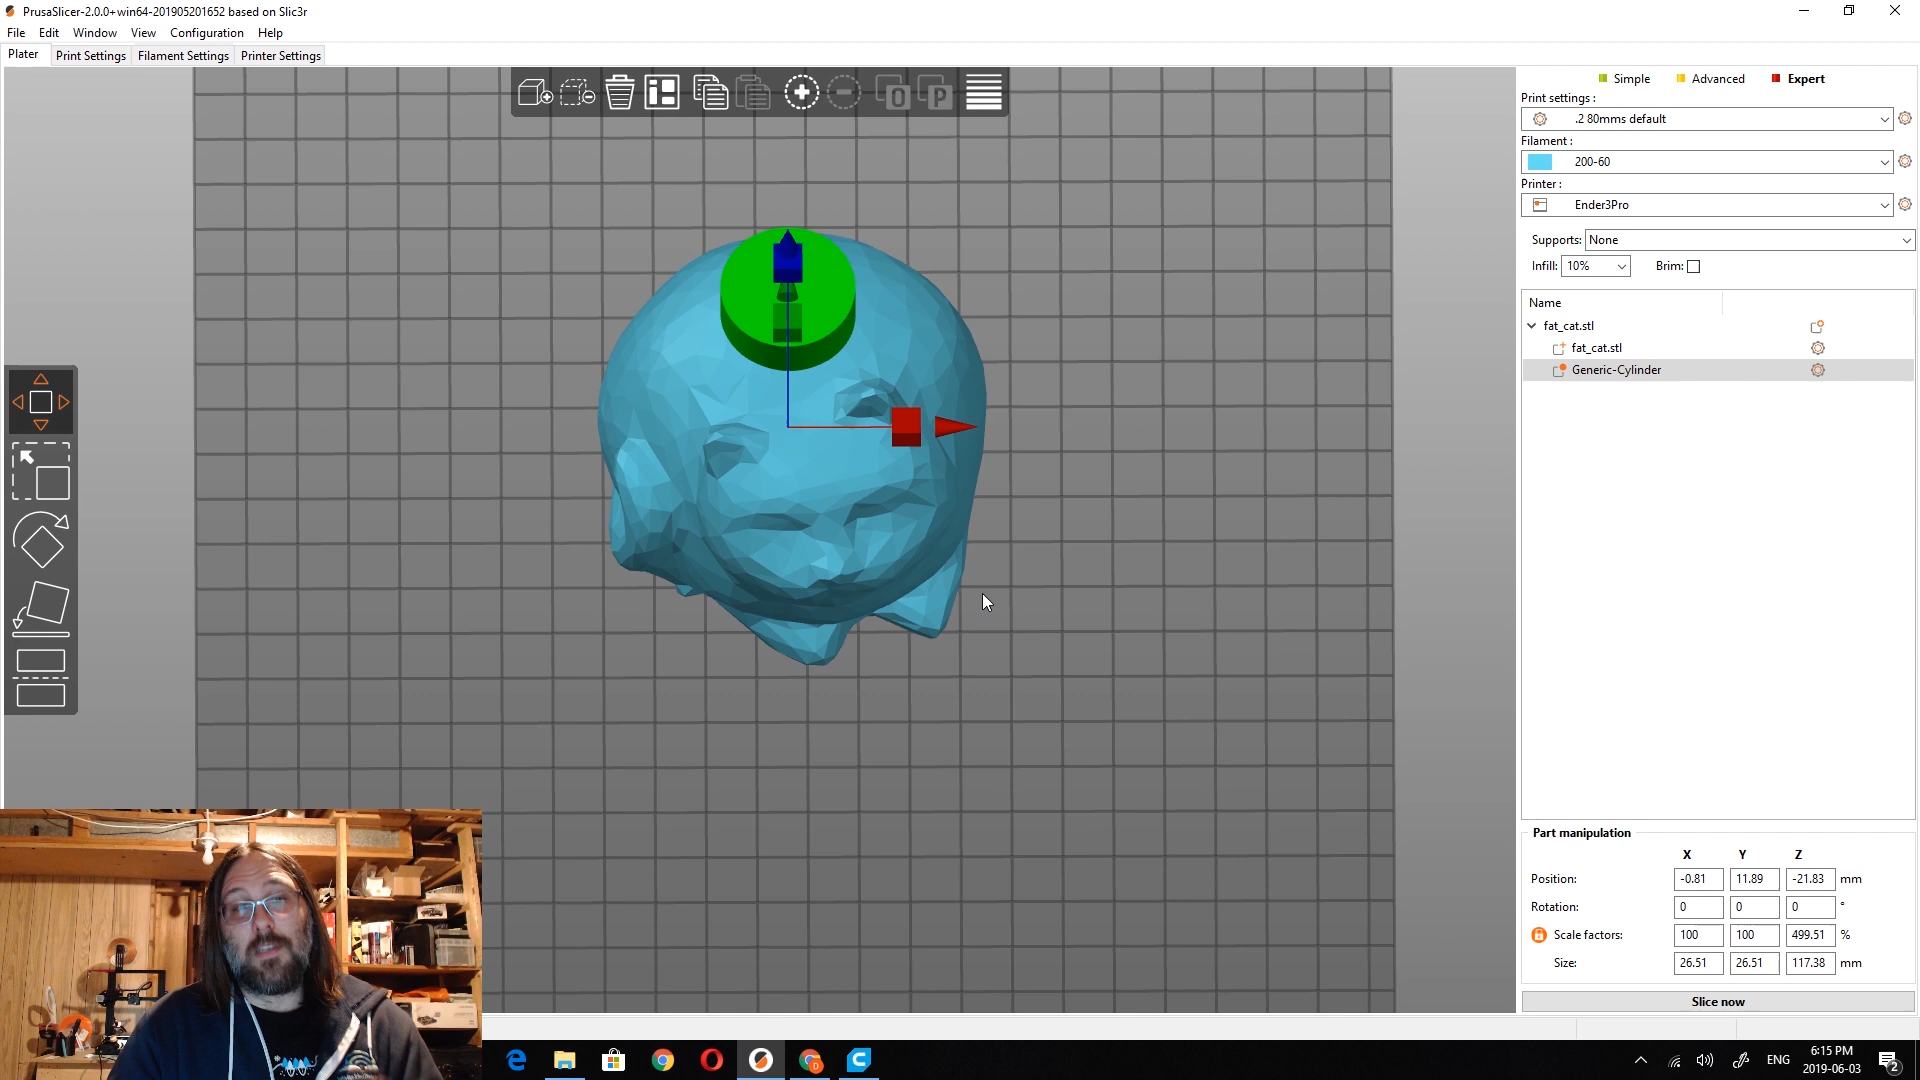 PrusaSlicer-2.0.0+win64-201905201652 based on Slic3r
File Edit Window View Configuration Help
Plater Print Settings Filament Settings Printer Settings
Simple Advanced Expert
Print settings :
.2 80mms default
Filament :
200-60
Printer :
Ender3Pro
Supports: None
Infill: 10% Brim:
Name
fat_cat.stl
fat_cat.stl
Generic-Cylinder
Part manipulation
X Y Z
Position: -0.81 11.89 -21.83 mm
Rotation: 0 0 0 °
Scale factors: 100 100 499.51 %
Size: 26.51 26.51 117.38 mm
Slice now
ENG 6:15 PM
2019-06-03 2